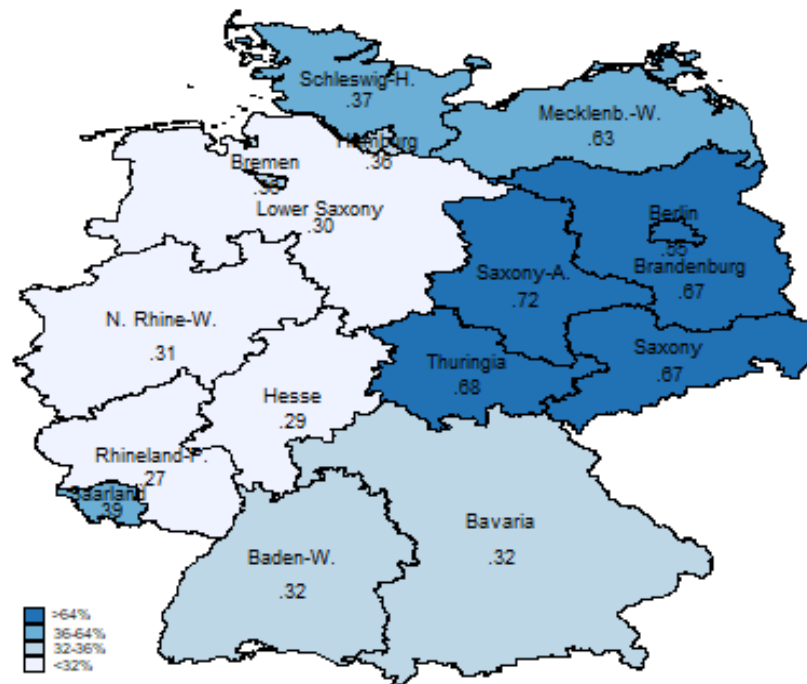 Schleswig-H.
.37
Mecklenb.-W.
.63
Hamburg
.36
Bremen
Lower Saxony
.30
Berlin
Brandenburg
.67
Saxony-A.
.72
N. Rhine-W.
.31
Thuringia
.68
Saxony
.67
Hesse
.29
Rhineland-P.
.27
Saarland
.39
Bavaria
.32
Baden-W.
.32
>64%
36-64%
32-36%
<32%